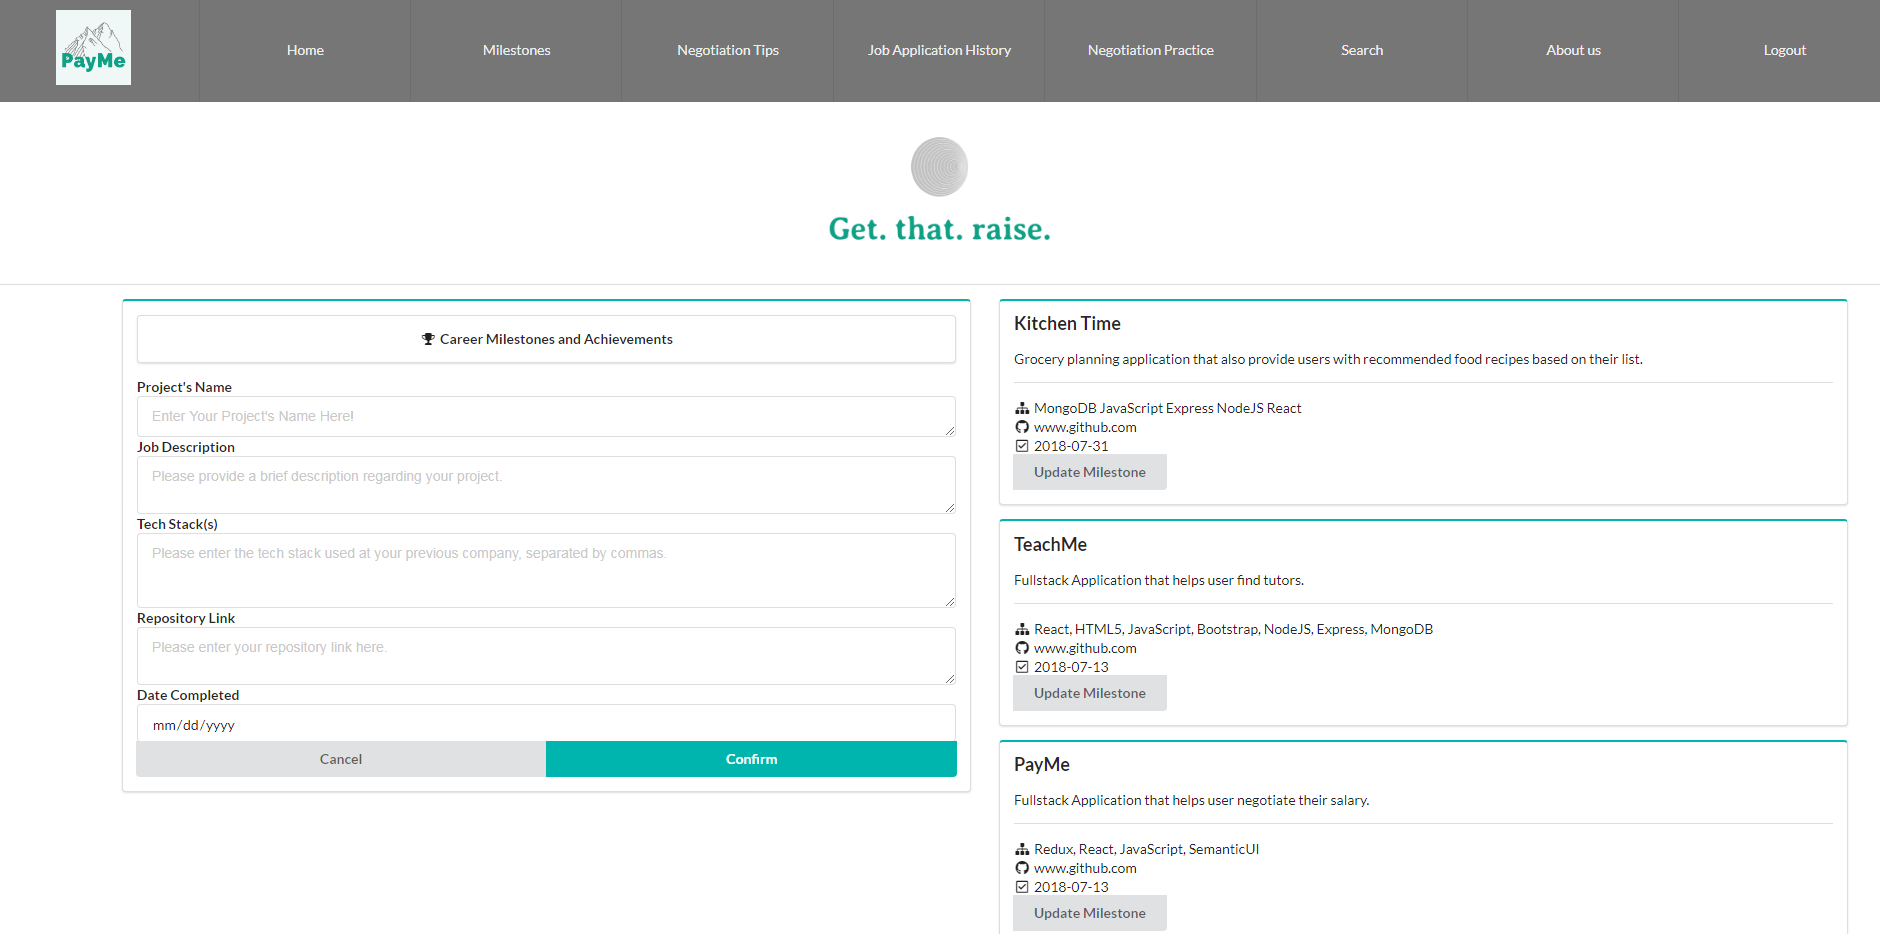 PayMe
Home
Milestones
Negotiation Tips
Job Application History
Negotiation Practice
Search
About us
Logout
Get. that. raise.
Career Milestones and Achievements
Project's Name
Enter Your Project's Name Here!
Job Description
Please provide a brief description regarding your project.
Tech Stack(s)
Please enter the tech stack used at your previous company, separated by commas.
Repository Link
Please enter your repository link here.
Date Completed
mm/dd/yyyy
Cancel
Confirm
Kitchen Time
Grocery planning application that also provide users with recommended food recipes based on their list.
MongoDB JavaScript Express NodeJS React
www.github.com
2018-07-31
Update Milestone
TeachMe
Fullstack Application that helps user find tutors.
React, HTML5, JavaScript, Bootstrap, NodeJS, Express, MongoDB
www.github.com
2018-07-13
Update Milestone
PayMe
Fullstack Application that helps user negotiate their salary.
Redux, React, JavaScript, SemanticUI
www.github.com
2018-07-13
Update Milestone